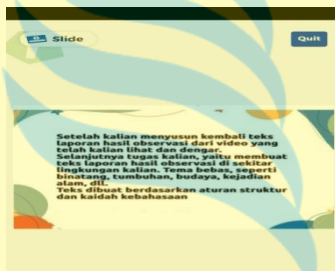 Slide
Quit
Setelah kalian menyusun kembali teks
laporan hasil observasi dari video yang
telah kalian lihat dan dengar.
Selanjutnya tugas kalian, yaitu membuat
teks laporan hasil observasi di sekitar
lingkungan kalian. Tema bebas, seperti
binatang, tumbuhan, budaya, kejadian
alam, dll.
Teks dibuat berdasarkan aturan struktur
dan kaidah kebahasaan